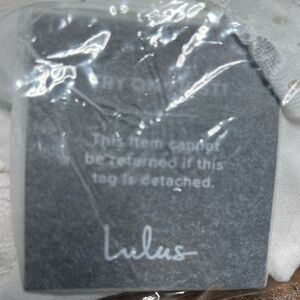 This item cannot
be returned if this
tag is detached.
Lulus